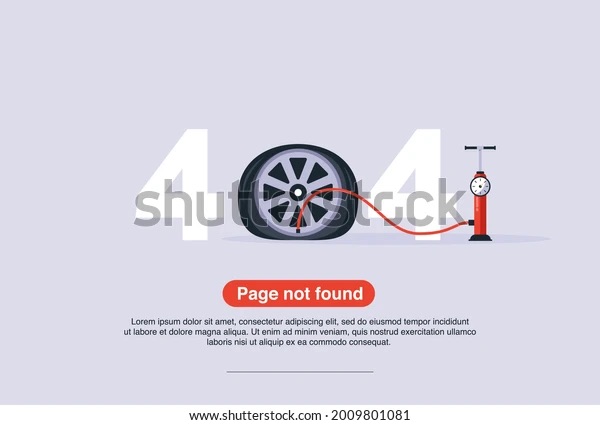 4 4
Page not found
Lorem ipsum dolor sit amet, consectetur adipiscing elit, sed do eiusmod tempor incididunt
ut labore et dolore magna aliqua. Ut enim ad minim veniam, quis nostrud exercitation ullamco
laboris nisi ut aliquip ex ea commodo consequat.
shutterstock.com · 2009801081